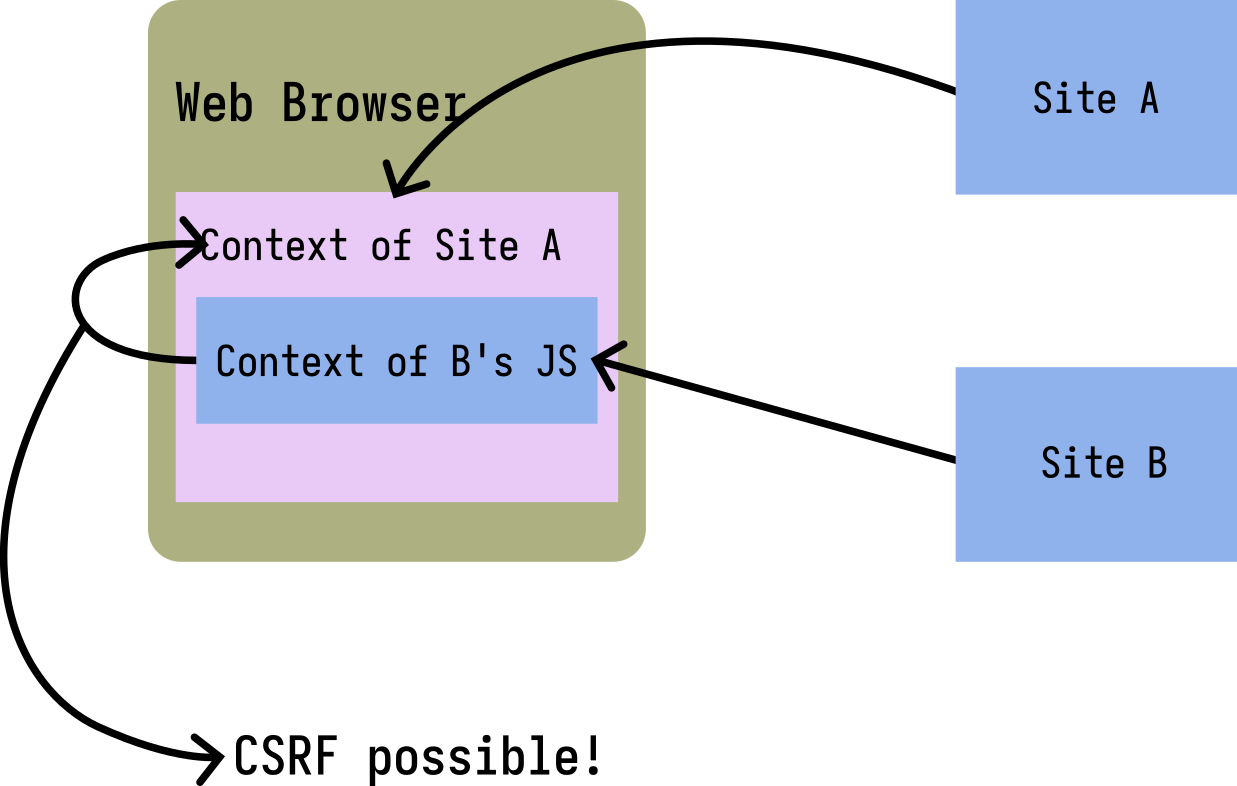 Web Browser
Site A
Context of Site A
Context of B's JS
Site B
CSRF possible!